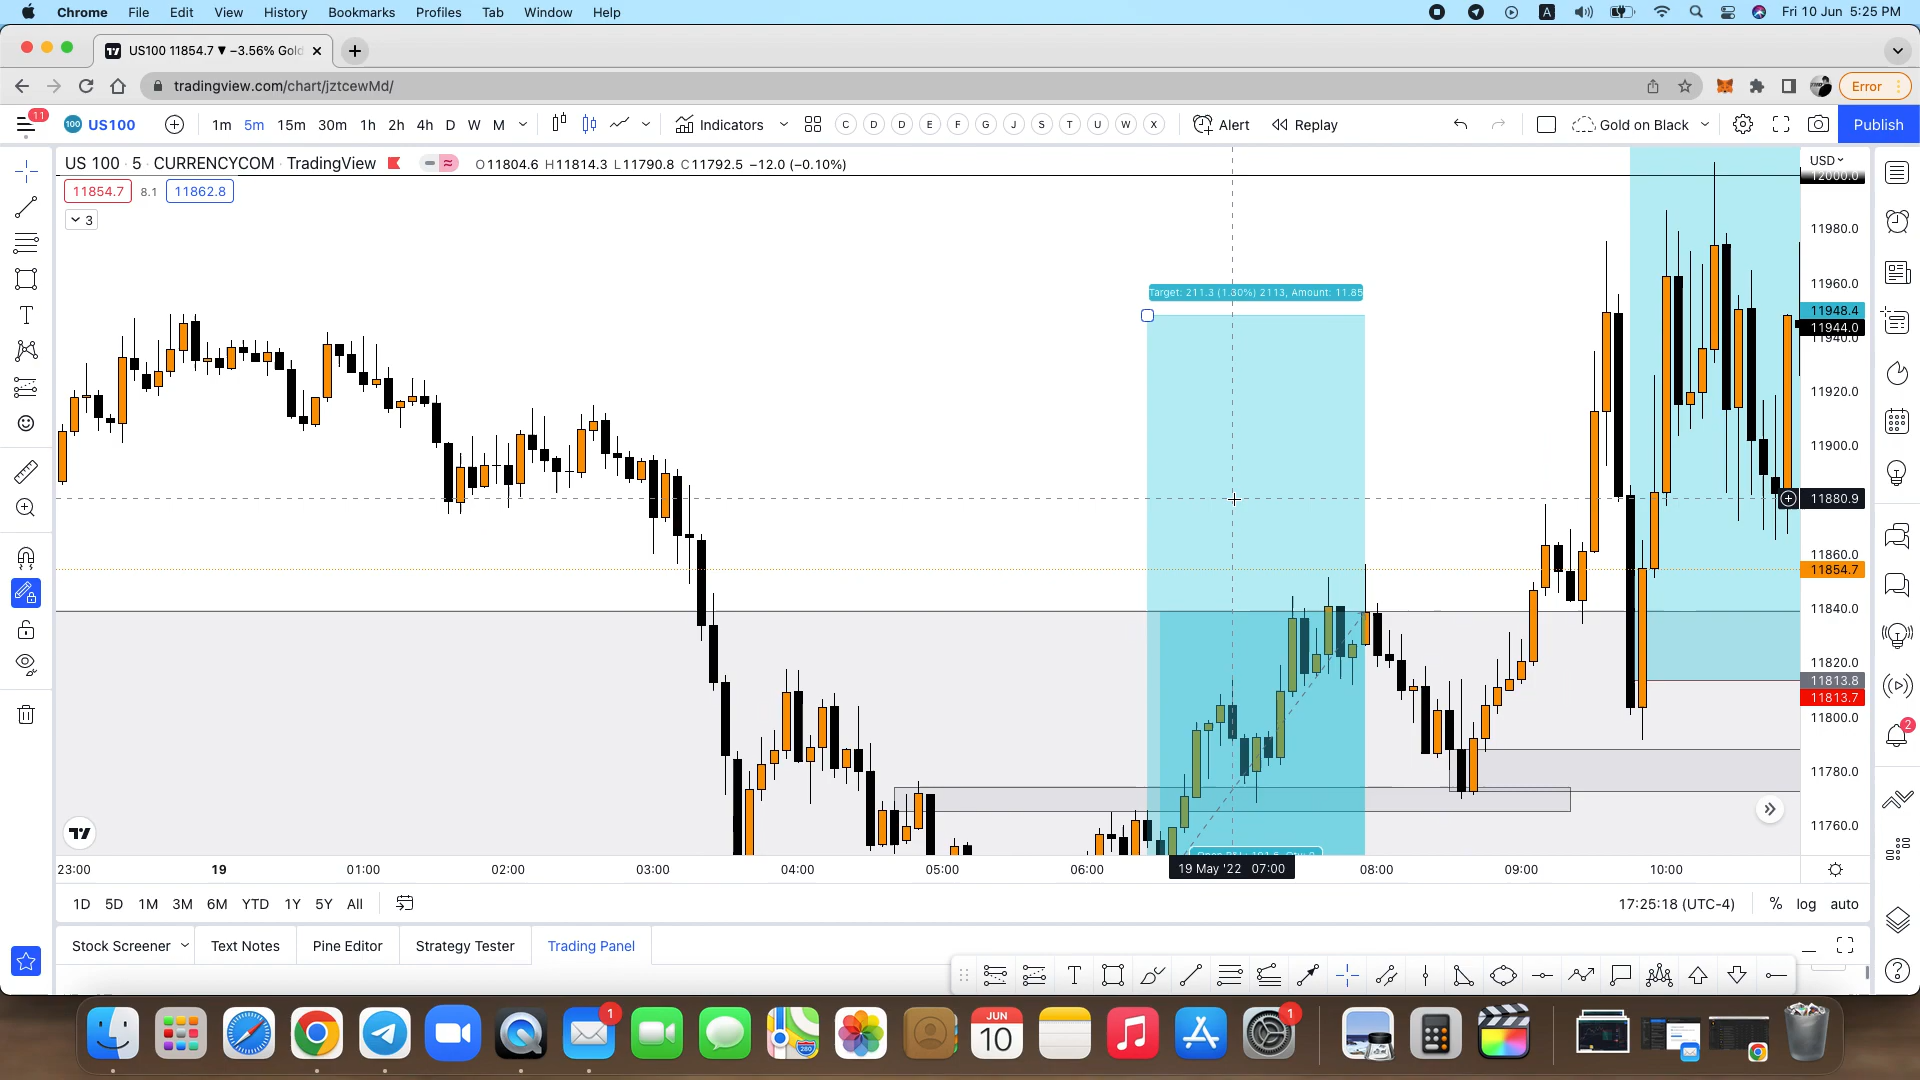 Chrome File Edit View History Bookmarks Profiles Tab Window Help A Fri 10 Jun 5:25 PM
US100 11854.7 ▼ −3.56% Gold
tradingview.com/chart/jztcewMd/ Error
11 100 US100 1m 5m 15m 30m 1h 2h 4h D W M Indicators C D D E F G J S T U W X Alert Replay Gold on Black Publish
US 100 · 5 · CURRENCYCOM · TradingView O11804.6 H11814.3 L11790.8 C11792.5 −12.0 (−0.10%) USD
12000.0
11854.7 8.1 11862.8
3
11980.0
Target: 211.3 (1.30%) 2113, Amount: 11.85
11960.0
11948.4
11944.0
11940.0
11920.0
11900.0
11880.9
11860.0
11854.7
11840.0
11820.0
11813.8
11813.7
11800.0
2
11780.0
11760.0
23:00 19 01:00 02:00 03:00 04:00 05:00 06:00 19 May '22 07:00 08:00 09:00 10:00
1D 5D 1M 3M 6M YTD 1Y 5Y All 17:25:18 (UTC-4) % log auto
Stock Screener Text Notes Pine Editor Strategy Tester Trading Panel
1 JUN 10 1